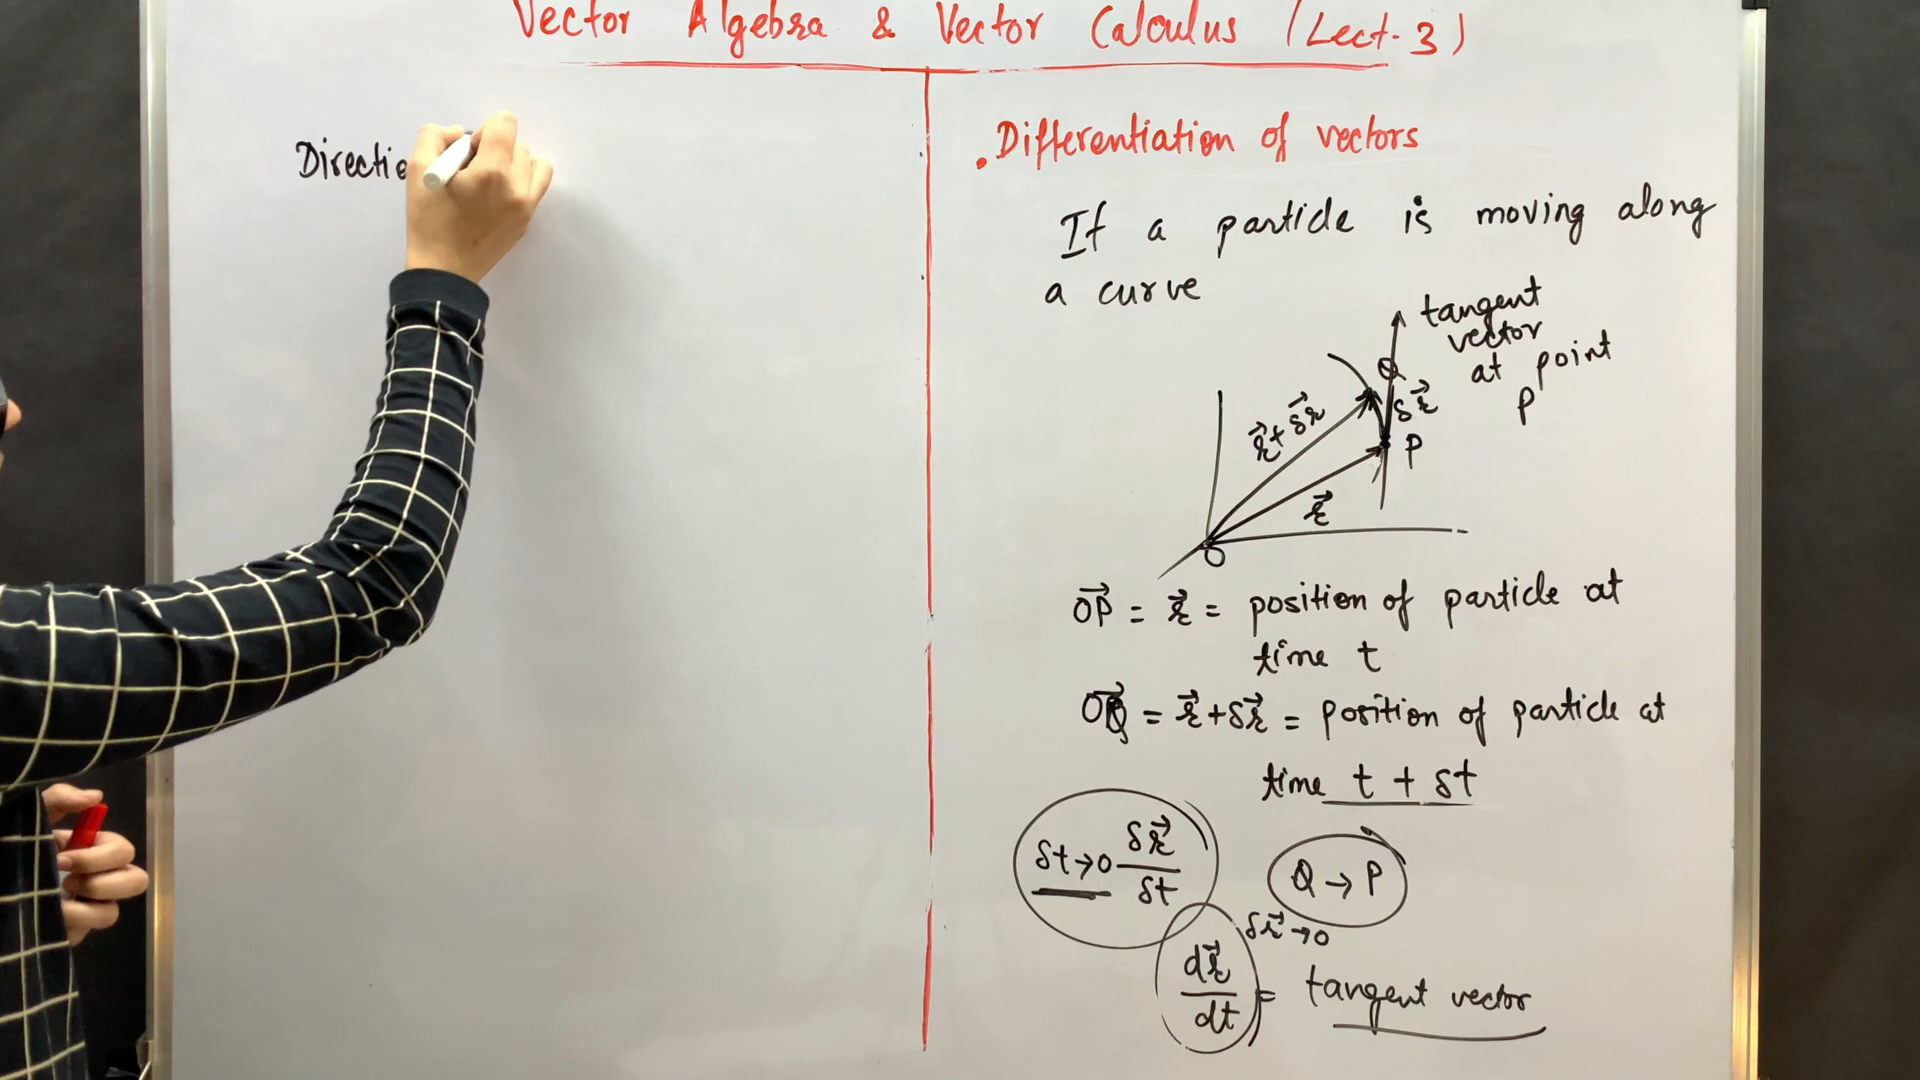 Vector Algebra & Vector Calculus (Lect-3)
Directio
. Differentiation of vectors
If a particle is moving along
a curve
tangent
vector
at point
P
Q
δr⃗
r⃗+δr⃗
P
r⃗
O
OP⃗ = r⃗ = position of particle at
time t
OQ⃗ = r⃗+δr⃗ = position of particle at
time t + δt
δt→0 δr⃗/δt
Q → P
δr⃗→0
dr⃗/dt = tangent vector